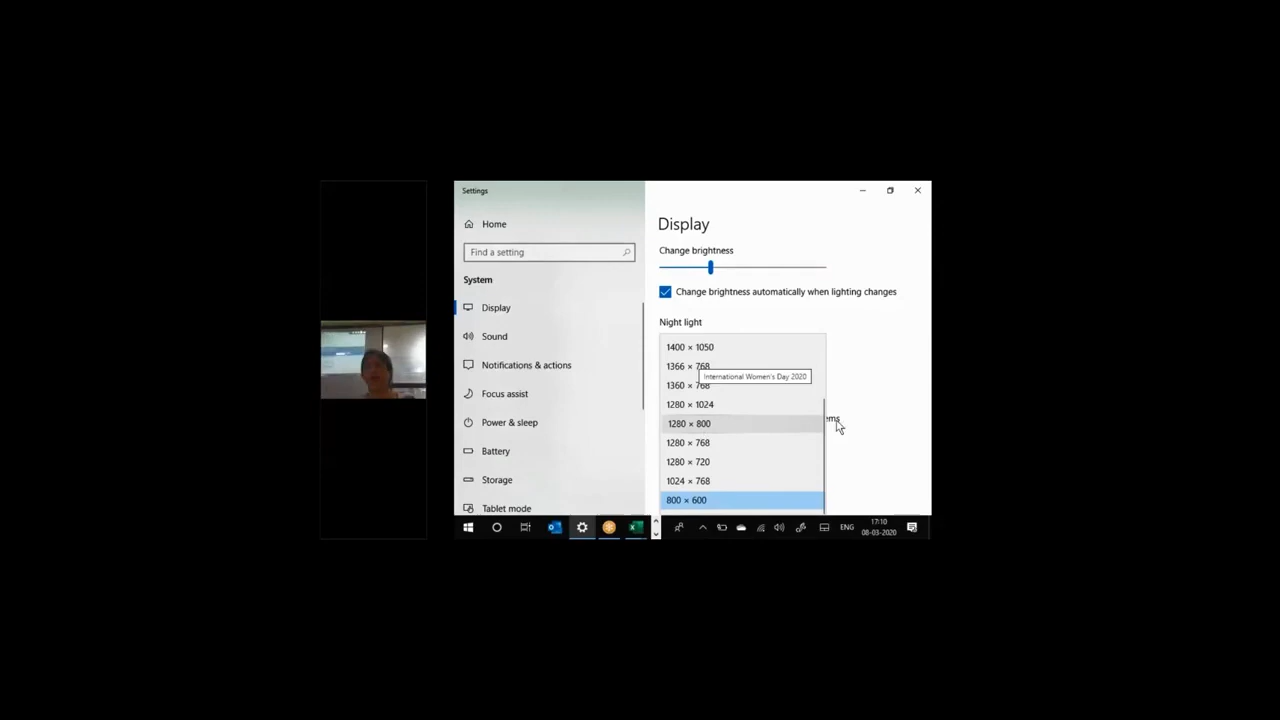 Settings
Home
Find a setting
System
Display
Sound
Notifications & actions
Focus assist
Power & sleep
Battery
Storage
Tablet mode
Display
Change brightness
Change brightness automatically when lighting changes
Night light
1400 × 1050
1366 × 768
International Women's Day 2020
1360 × 768
1280 × 1024
1280 × 800
ems
1280 × 768
1280 × 720
1024 × 768
800 × 600
ENG
17:10
08-03-2020